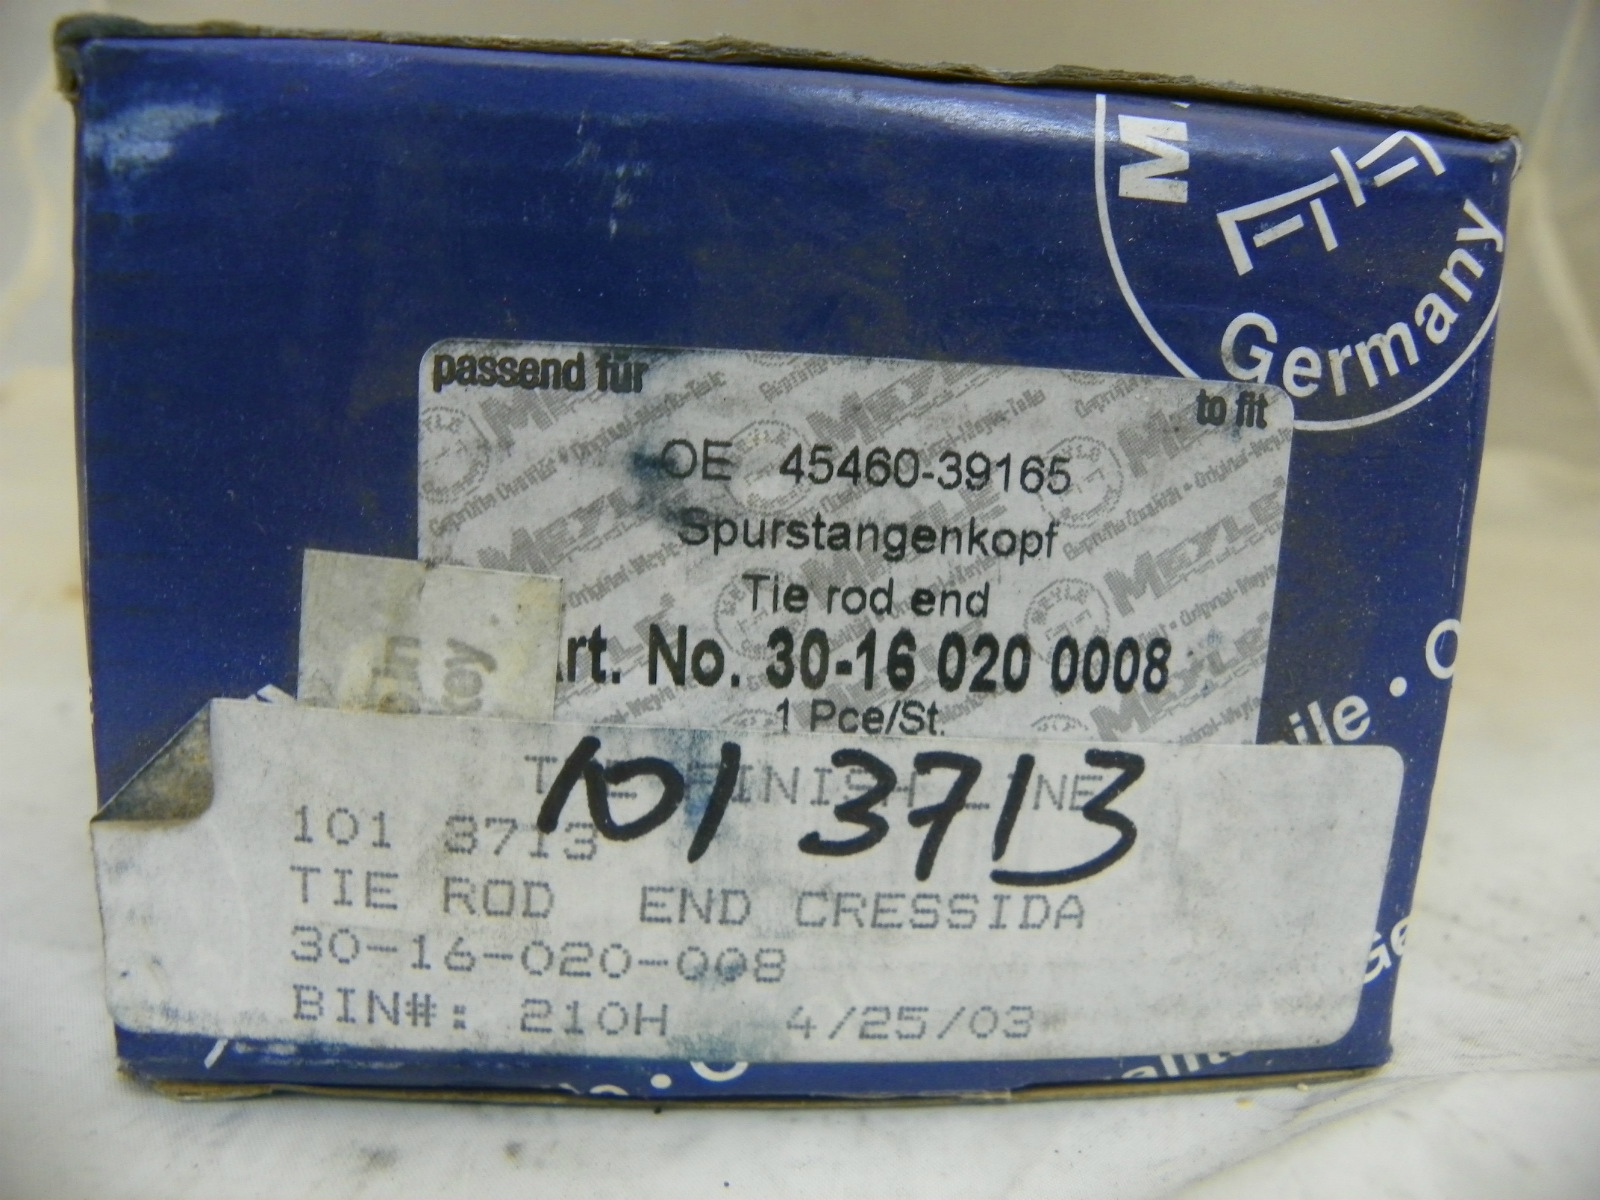 M
Germany
passend für
to fit
OE 45460-39165
Spurstangenkopf
Tie rod end
Art. No. 30-16 020 0008
1 Pce/St.
101 3713
FINISH LINE
101 3713
TIE ROD END CRESSIDA
30-16-020-008
BIN#: 210H 4/25/03